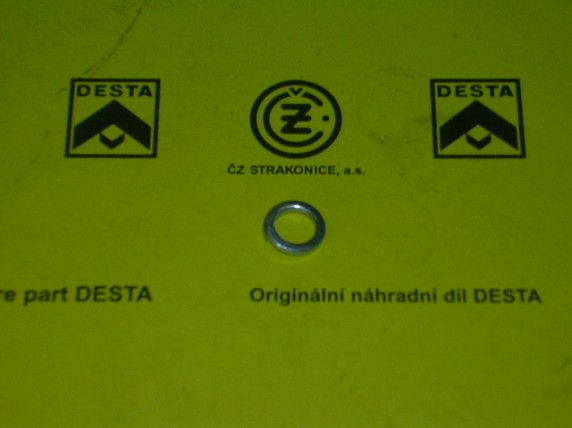 DESTA
ČZ
DESTA
ČZ STRAKONICE, a.s.
re part DESTA
Originální náhradní díl DESTA